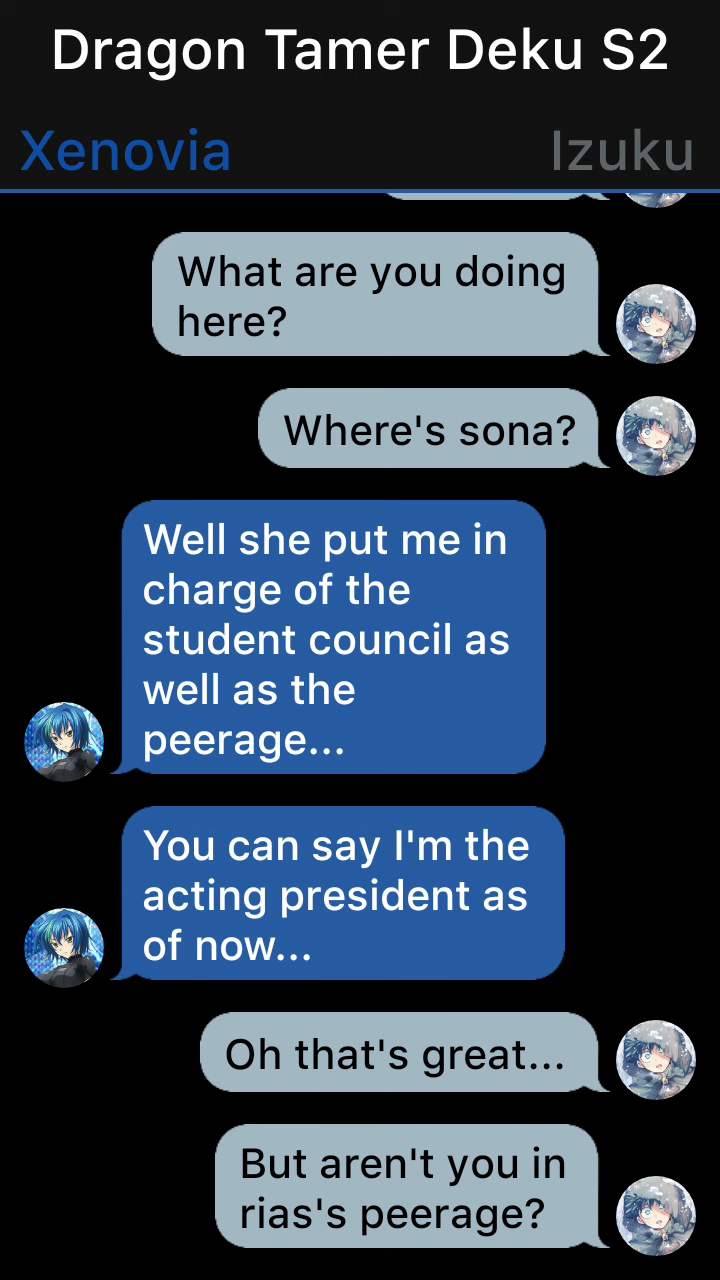 Dragon Tamer Deku S2
Xenovia Izuku
What are you doing
here?
Where's sona?
Well she put me in
charge of the
student council as
well as the
peerage...
You can say I'm the
acting president as
of now...
Oh that's great...
But aren't you in
rias's peerage?